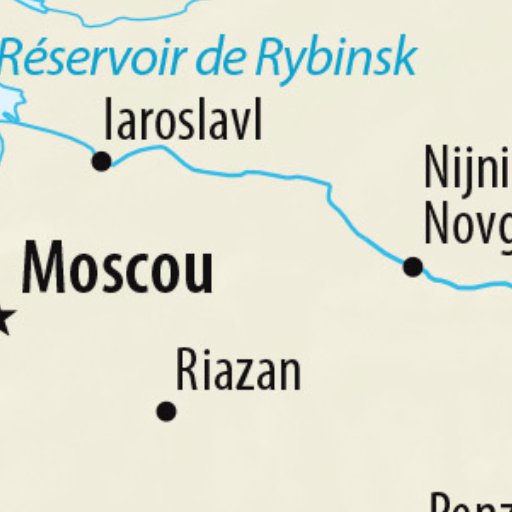 Réservoir de Rybinsk
Iaroslavl
Nijni
Novg
Moscou
Riazan